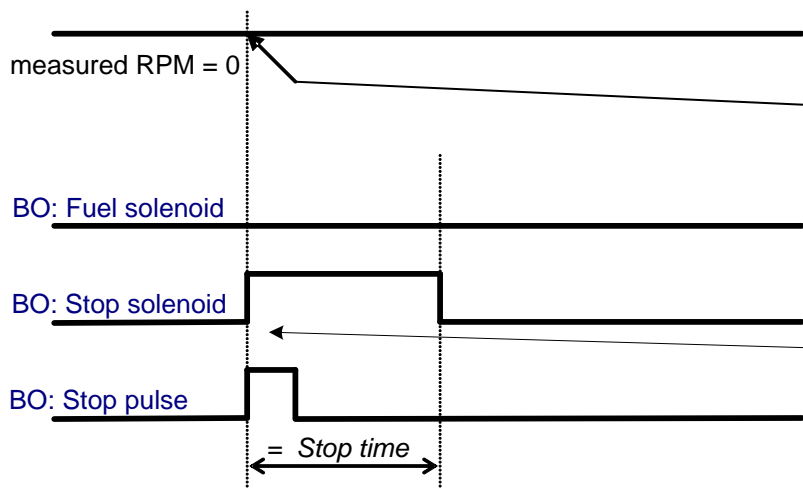 measured RPM = 0
BO: Fuel solenoid
BO: Stop solenoid
BO: Stop pulse
= Stop time